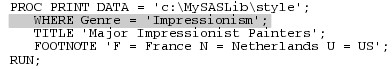 PROC PRINT DATA = 'c:\MySASLib\style';
WHERE Genre = 'Impressionism';
TITLE 'Major Impressionist Painters';
FOOTNOTE 'F = France N = Netherlands U = US';
RUN;